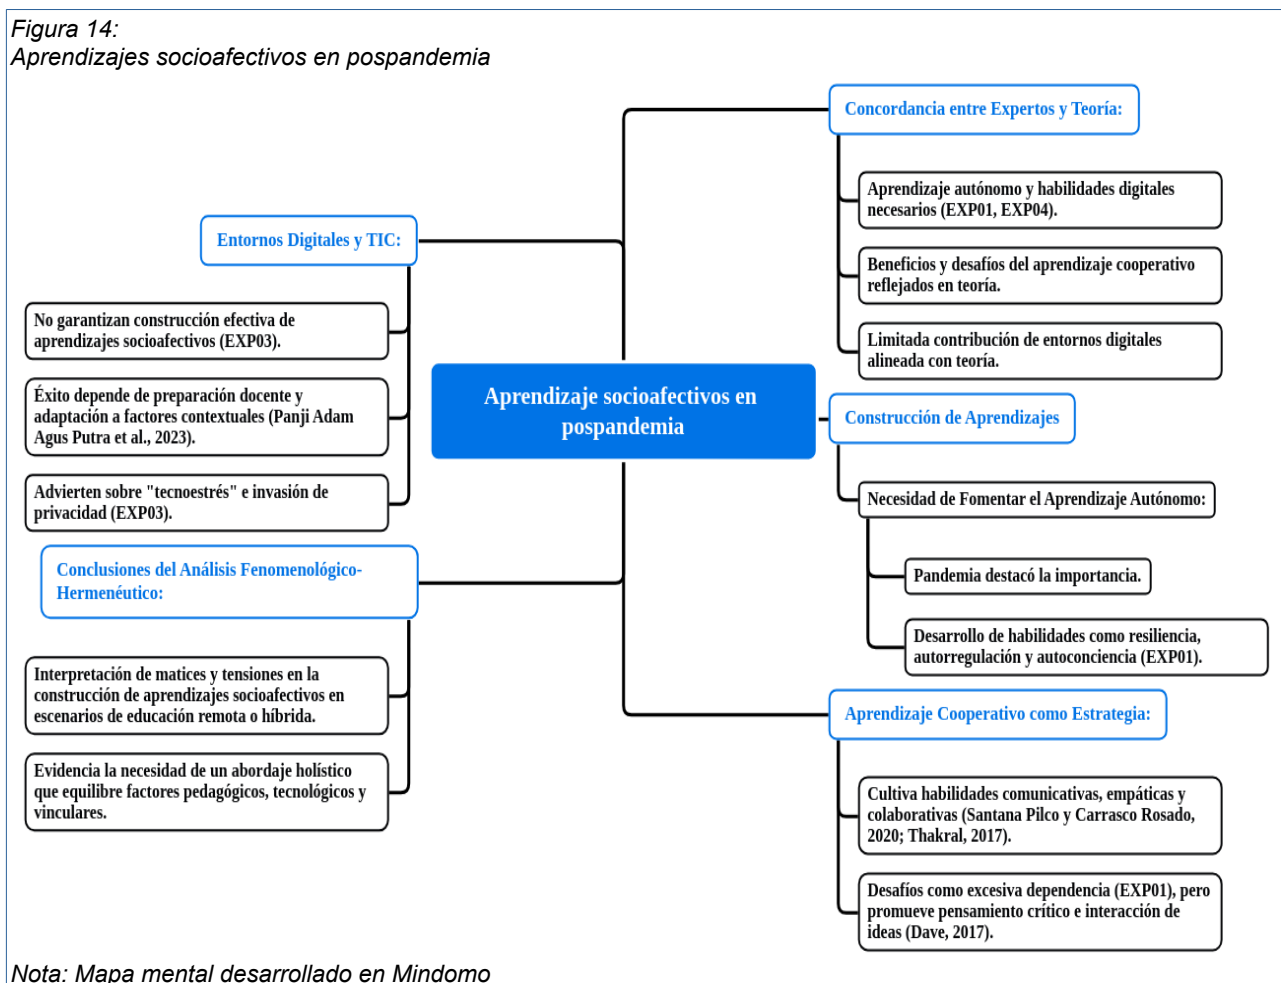 Figura 14:
Aprendizajes socioafectivos en pospandemia
Concordancia entre Expertos y Teoría:
Aprendizaje autónomo y habilidades digitales
necesarios (EXP01, EXP04).
Beneficios y desafíos del aprendizaje cooperativo
reflejados en teoría.
Limitada contribución de entornos digitales
alineada con teoría.
Entornos Digitales y TIC:
No garantizan construcción efectiva de
aprendizajes socioafectivos (EXP03).
Éxito depende de preparación docente y
adaptación a factores contextuales (Panji Adam
Agus Putra et al., 2023).
Advierten sobre "tecnoestrés" e invasión de
privacidad (EXP03).
Aprendizaje socioafectivos en
pospandemia
Construcción de Aprendizajes
Necesidad de Fomentar el Aprendizaje Autónomo:
Pandemia destacó la importancia.
Desarrollo de habilidades como resiliencia,
autorregulación y autoconciencia (EXP01).
Conclusiones del Análisis Fenomenológico-
Hermenéutico:
Interpretación de matices y tensiones en la
construcción de aprendizajes socioafectivos en
escenarios de educación remota o híbrida.
Evidencia la necesidad de un abordaje holístico
que equilibre factores pedagógicos, tecnológicos y
vinculares.
Aprendizaje Cooperativo como Estrategia:
Cultiva habilidades comunicativas, empáticas y
colaborativas (Santana Pilco y Carrasco Rosado,
2020; Thakral, 2017).
Desafíos como excesiva dependencia (EXP01), pero
promueve pensamiento crítico e interacción de
ideas (Dave, 2017).
Nota: Mapa mental desarrollado en Mindomo